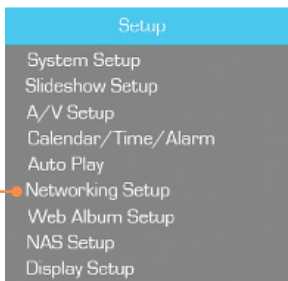 Setup
System Setup
Slideshow Setup
A/V Setup
Calendar/Time/Alarm
Auto Play
Networking Setup
Web Album Setup
NAS Setup
Display Setup